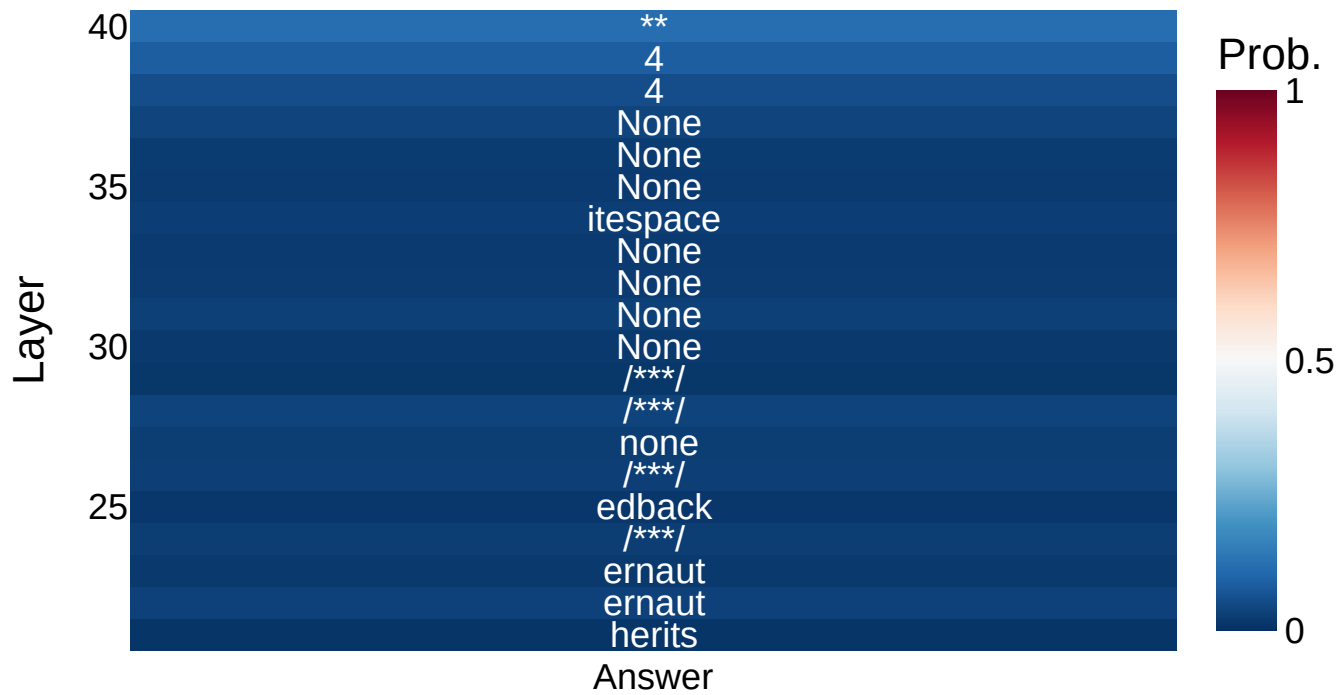 Prob.
40
**
4
4
None
None
35
None
itespace
None
None
None
30
None
/***/
/***/
none
/***/
25
edback
/***/
ernaut
ernaut
herits
Layer
Answer
1
0.5
0